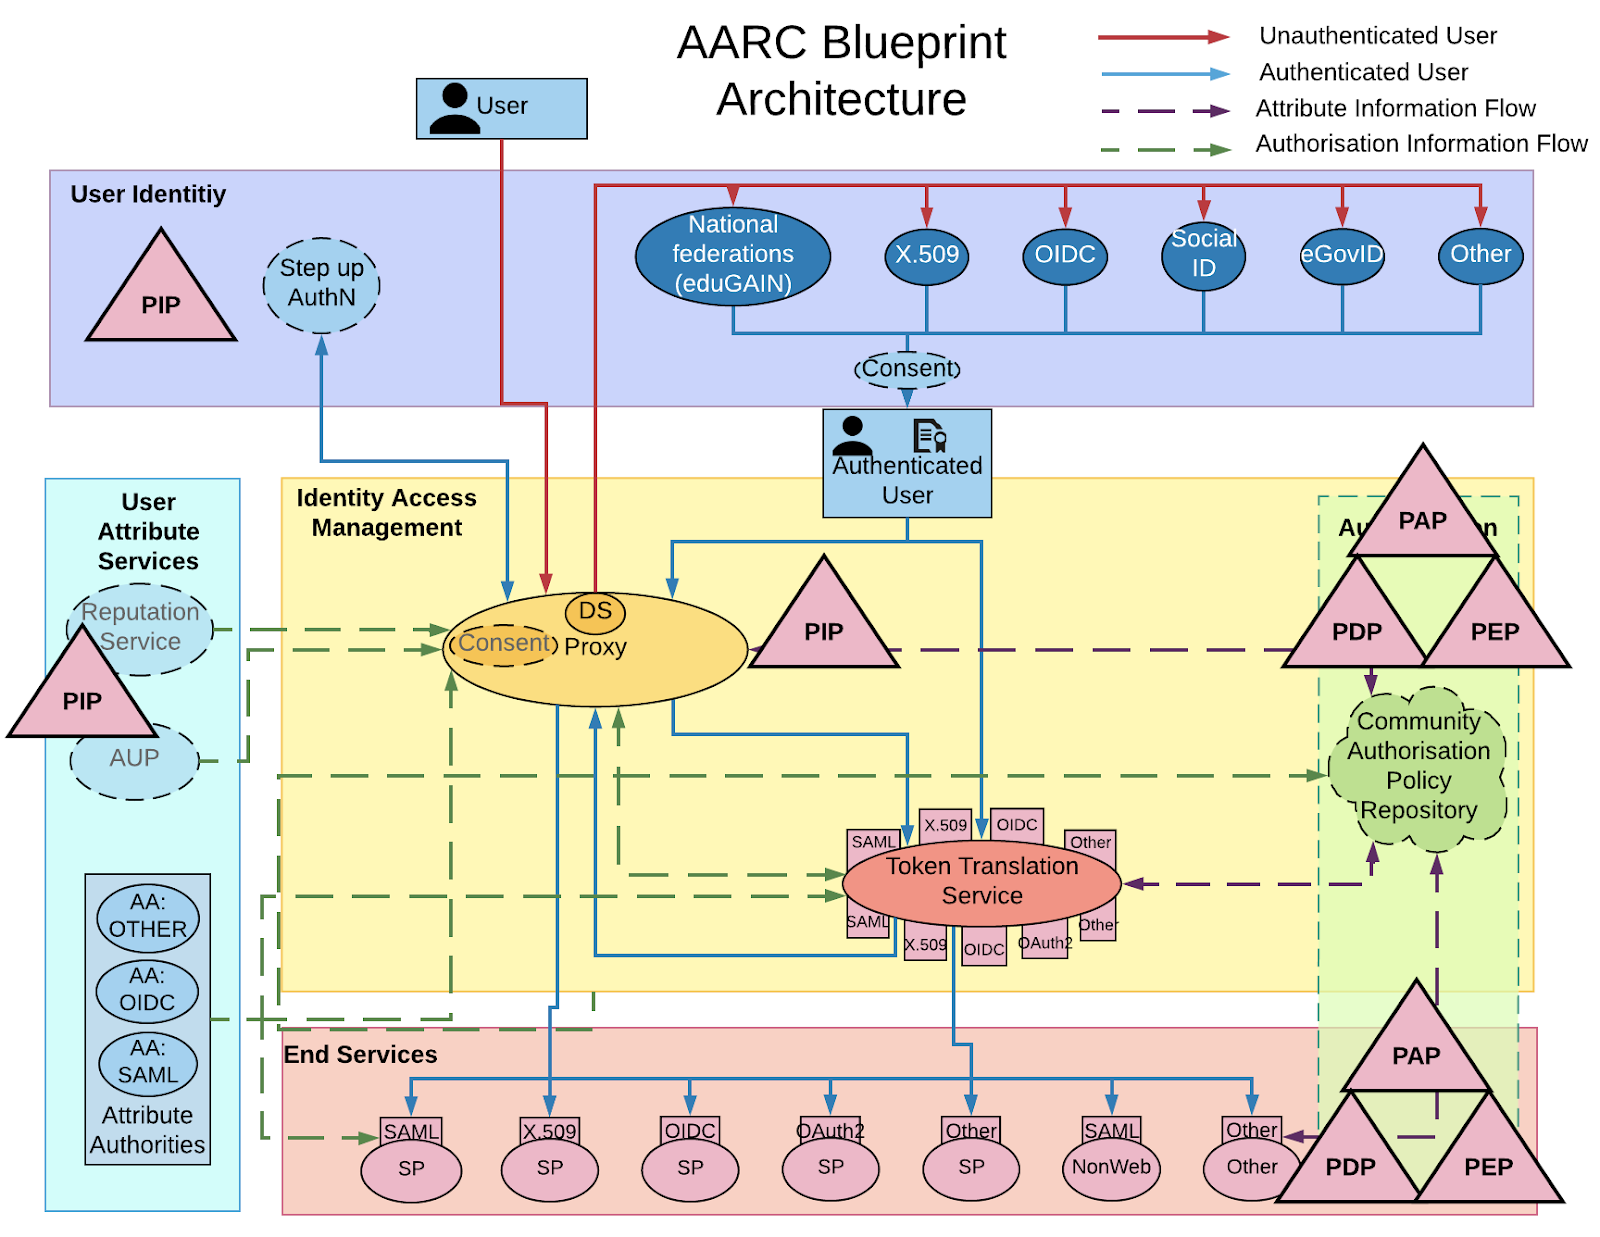 AARC Blueprint
Architecture
Unauthenticated User
Authenticated User
Attribute Information Flow
Authorisation Information Flow
User
User Identitiy
PIP
Step up
AuthN
National
federations
(eduGAIN)
X.509
OIDC
Social
ID
eGovID
Other
Consent
Authenticated
User
User
Attribute
Services
Reputation
Service
PIP
AUP
AA:
OTHER
AA:
OIDC
AA:
SAML
Attribute
Authorities
Identity Access
Management
DS
Consent
Proxy
PIP
PAP
PDP
PEP
Community
Authorisation
Policy
Repository
SAML
X.509
OIDC
Other
Token Translation
Service
SAML
X.509
OIDC
OAuth2
Other
End Services
SAML
SP
X.509
SP
OIDC
SP
OAuth2
SP
Other
SP
SAML
NonWeb
Other
Other
PAP
PDP
PEP